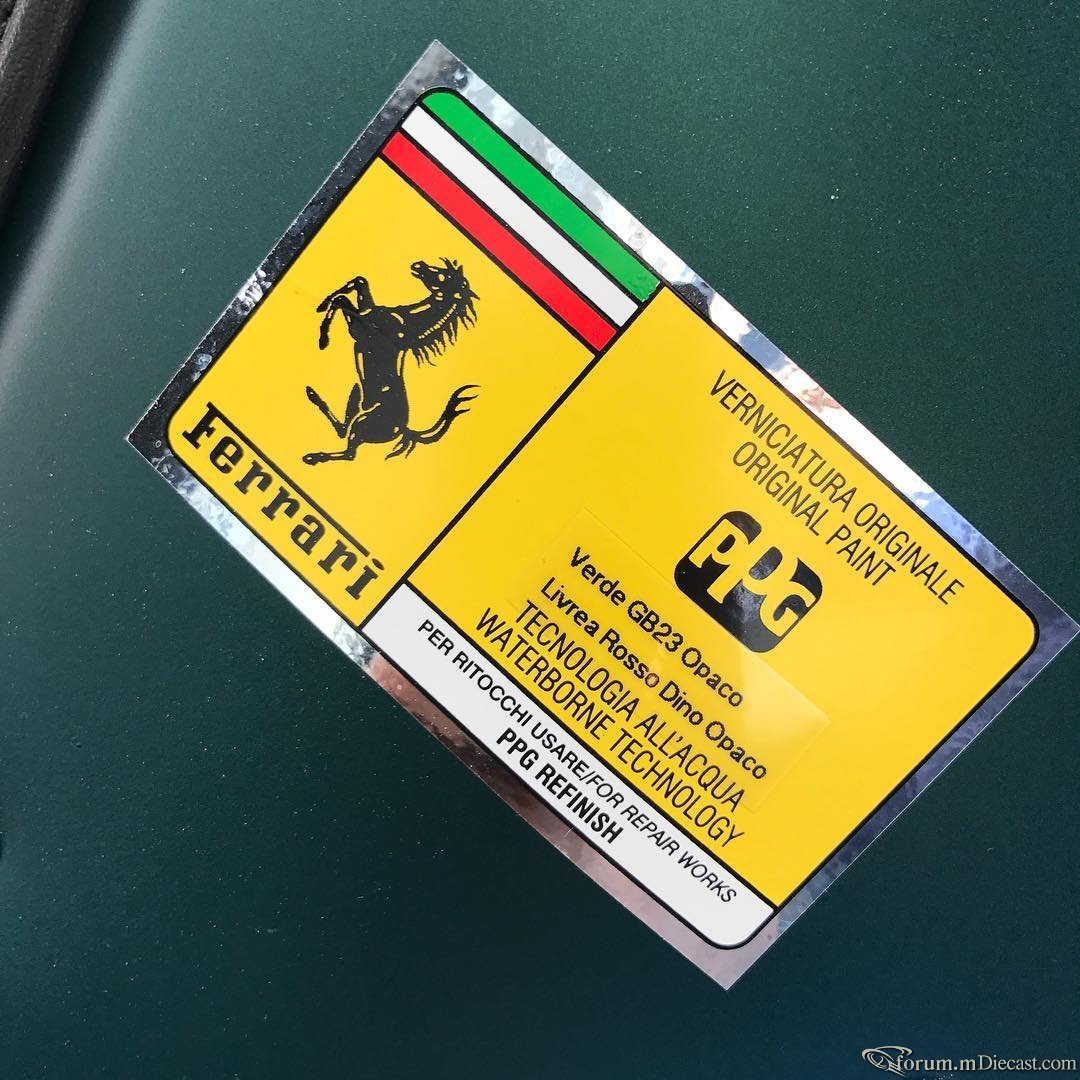 Ferrari
VERNICIATURA ORIGINALE
ORIGINAL PAINT
PPG
Verde GB23 Opaco
Livrea Rosso Dino Opaco
TECNOLOGIA ALL'ACQUA
WATERBORNE TECHNOLOGY
PER RITOCCHI USARE/FOR REPAIR WORKS
PPG REFINISH
forum.mDiecast.com